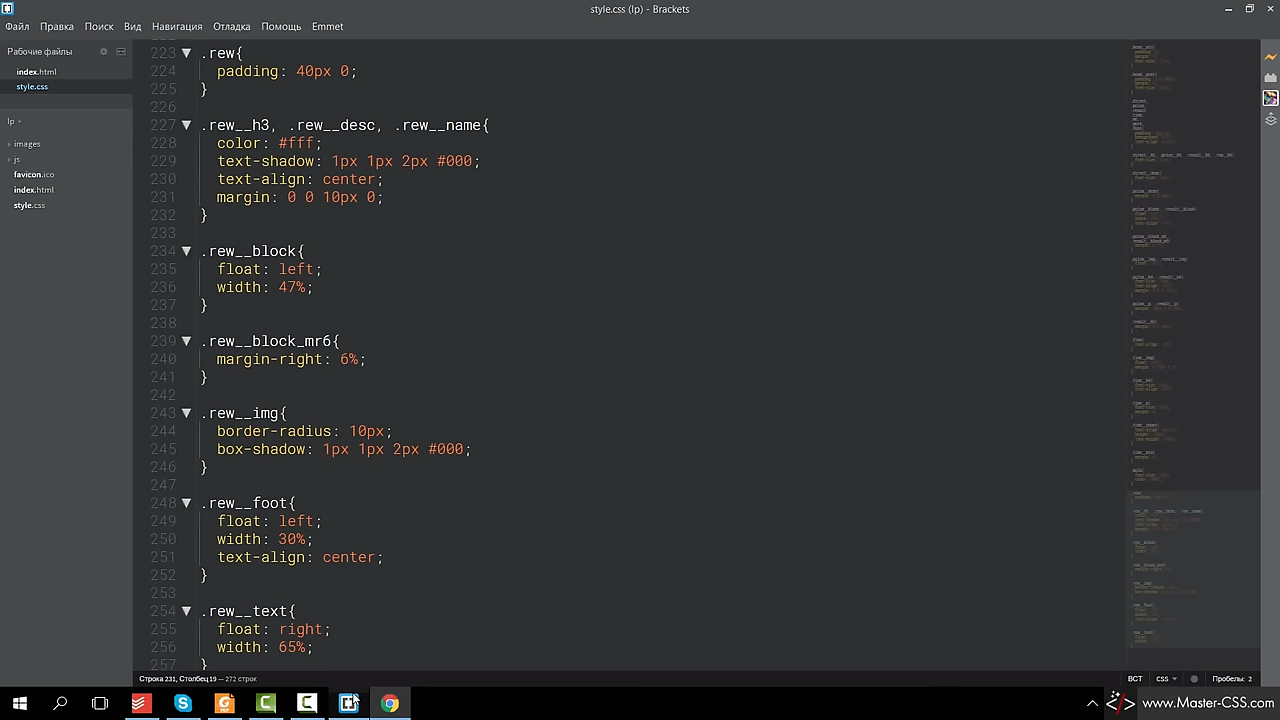 style.css (lp) - Brackets
Файл Правка Поиск Вид Навигация Отладка Помощь Emmet
Рабочие файлы
index.html
style.css
lp
images
js
favicon.ico
index.html
style.css
223 .rew{
224 padding: 40px 0;
225 }
226
227 .rew__h3, .rew__desc, .rew__name{
228 color: #fff;
229 text-shadow: 1px 1px 2px #000;
230 text-align: center;
231 margin: 0 0 10px 0;
232 }
233
234 .rew__block{
235 float: left;
236 width: 47%;
237 }
238
239 .rew__block_mr6{
240 margin-right: 6%;
241 }
242
243 .rew__img{
244 border-radius: 10px;
245 box-shadow: 1px 1px 2px #000;
246 }
247
248 .rew__foot{
249 float: left;
250 width: 30%;
251 text-align: center;
252 }
253
254 .rew__text{
255 float: right;
256 width: 65%;
257 }
Строка 231, Столбец 19 — 272 строк
ВСТ CSS Пробелы: 2
www.Master-CSS.com